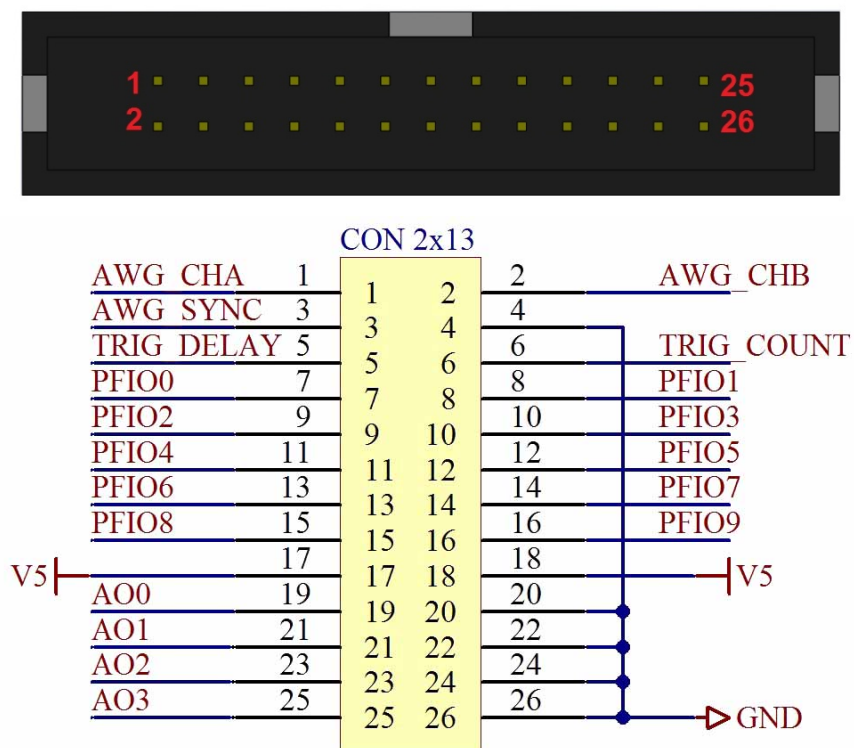 1 25
2 26
CON 2x13
AWG_CHA 1 1 2 2 AWG_CHB
AWG_SYNC 3 3 4 4
TRIG_DELAY 5 5 6 6 TRIG_COUNT
PFIO0 7 7 8 8 PFIO1
PFIO2 9 9 10 10 PFIO3
PFIO4 11 11 12 12 PFIO5
PFIO6 13 13 14 14 PFIO7
PFIO8 15 15 16 16 PFIO9
V5 17 17 18 18 V5
AO0 19 19 20 20
AO1 21 21 22 22
AO2 23 23 24 24
AO3 25 25 26 26 GND